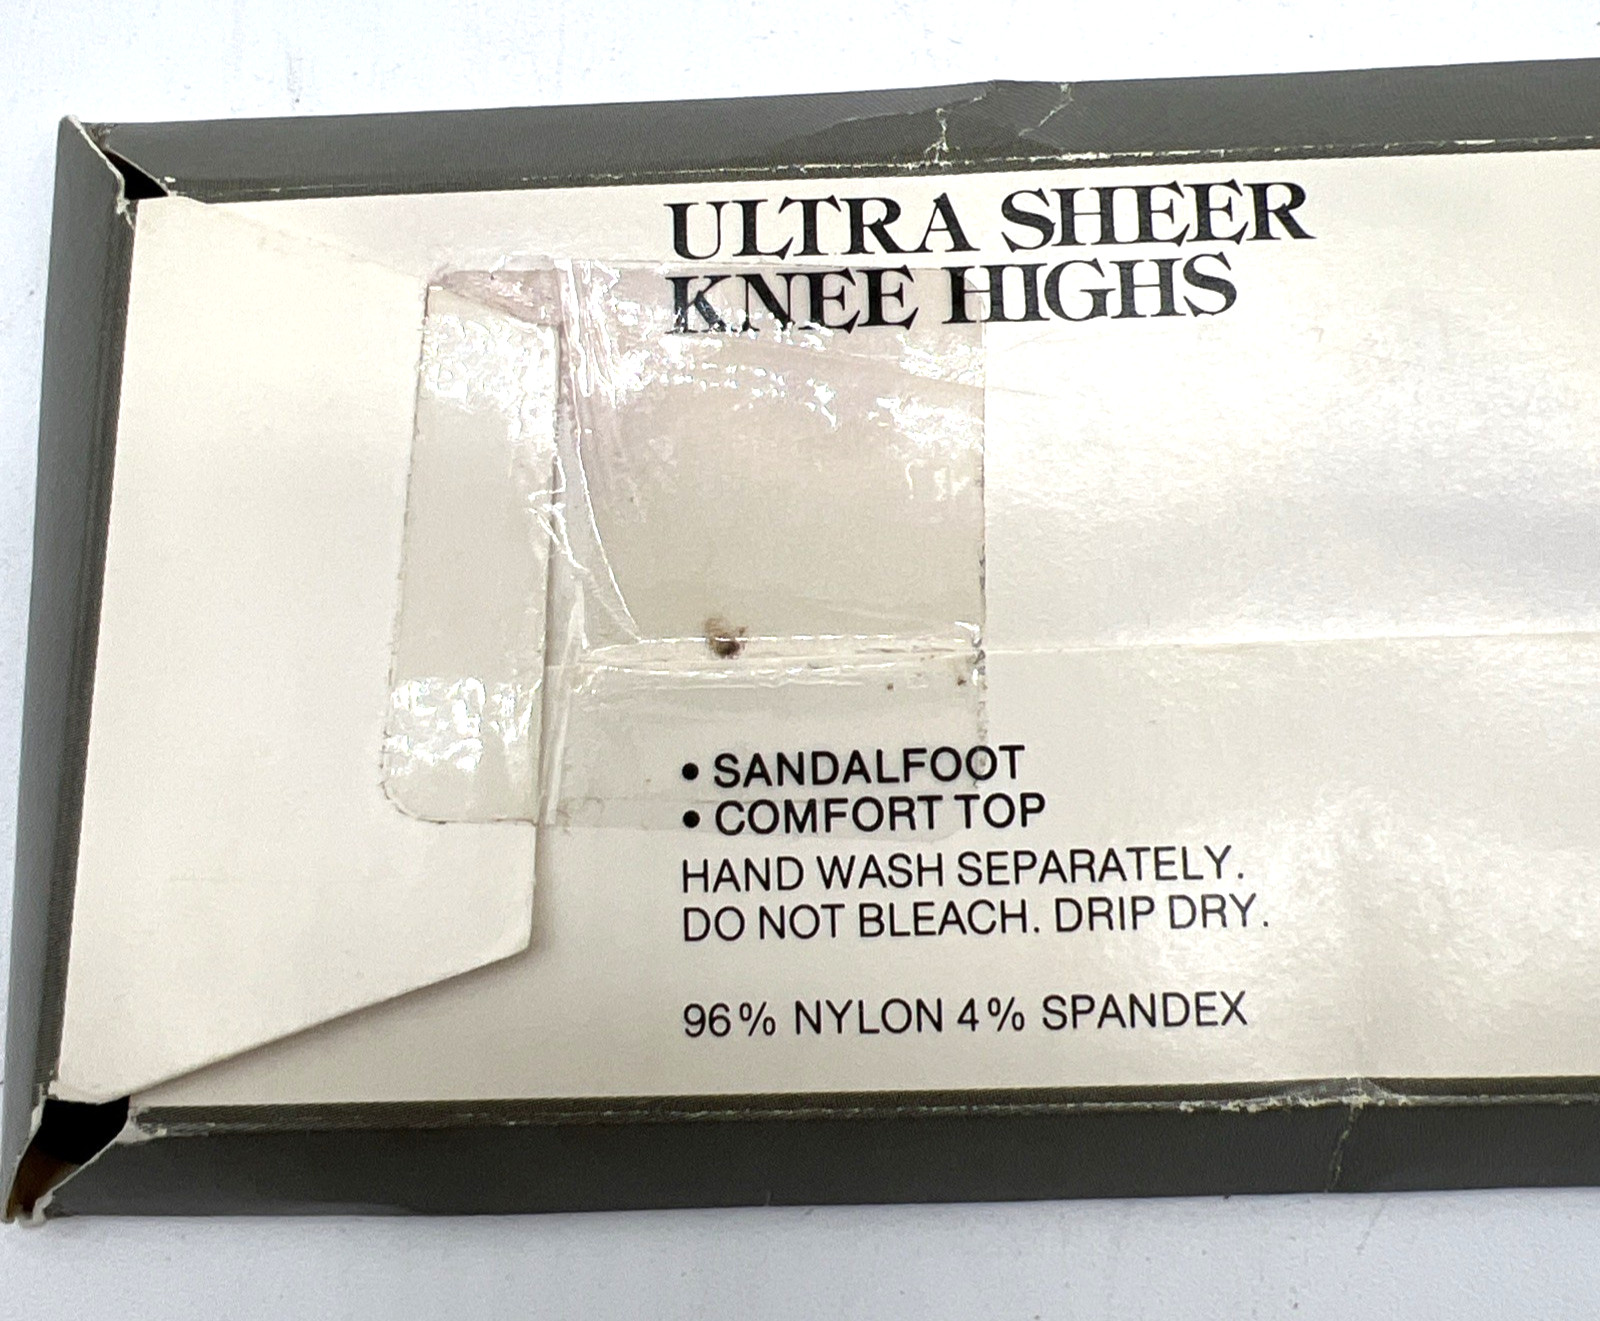 ULTRA SHEER
KNEE HIGHS
• SANDALFOOT
• COMFORT TOP
HAND WASH SEPARATELY.
DO NOT BLEACH. DRIP DRY.
96% NYLON 4% SPANDEX